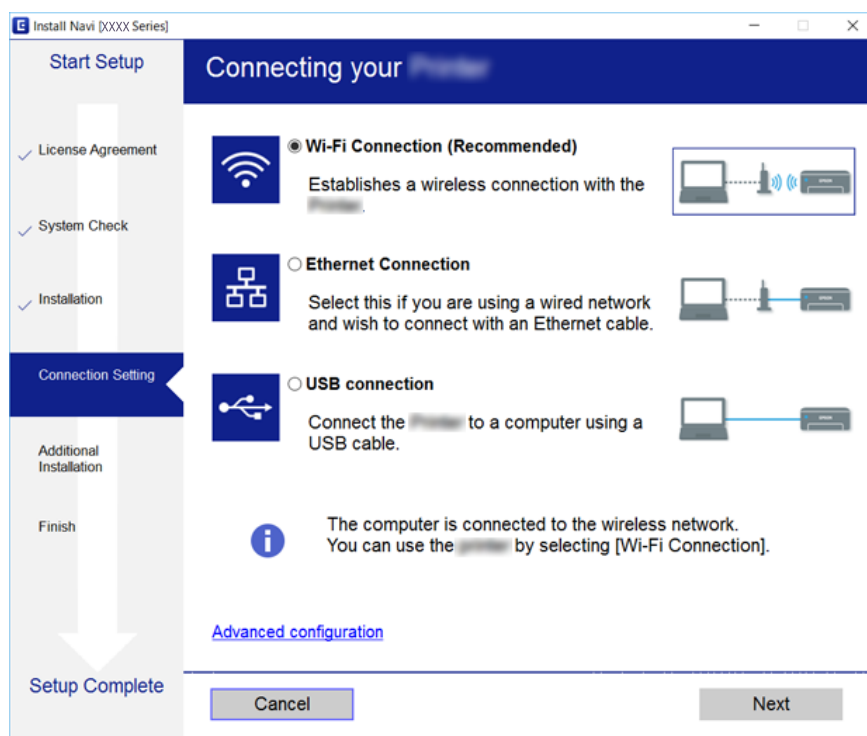 Install Navi [XXXX Series]
Start Setup
License Agreement
System Check
Installation
Connection Setting
Additional
Installation
Finish
Setup Complete
Connecting your
Wi-Fi Connection (Recommended)
Establishes a wireless connection with the
.
EPSON
Ethernet Connection
Select this if you are using a wired network
and wish to connect with an Ethernet cable.
EPSON
USB connection
Connect the to a computer using a
USB cable.
EPSON
The computer is connected to the wireless network.
You can use the by selecting [Wi-Fi Connection].
Advanced configuration
Cancel
Next